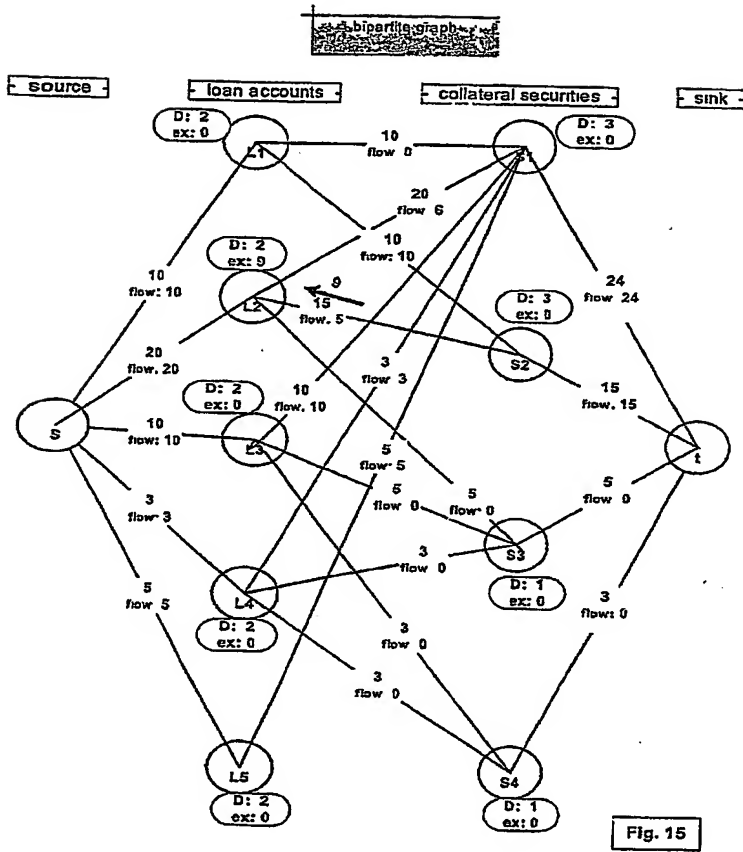 bipartite graph
source
loan accounts
collateral securities
sink
D: 2
ex: 0
L1
10
flow 0
S1
D: 3
ex: 0
20
flow 6
10
flow: 10
D: 2
ex: 9
L2
9
15
flow. 5
D: 3
ex: 0
S2
24
flow 24
10
flow: 10
20
flow. 20
3
flow 3
15
flow. 15
D: 2
ex: 0
L3
10
flow. 10
S
10
flow: 10
5
flow 5
t
5
flow 0
5
flow 0
5
flow 0
3
flow 3
3
flow 0
S3
D: 1
ex: 0
L4
D: 2
ex: 0
3
flow: 0
5
flow 5
3
flow 0
3
flow 0
L5
D: 2
ex: 0
S4
D: 1
ex: 0
Fig. 15